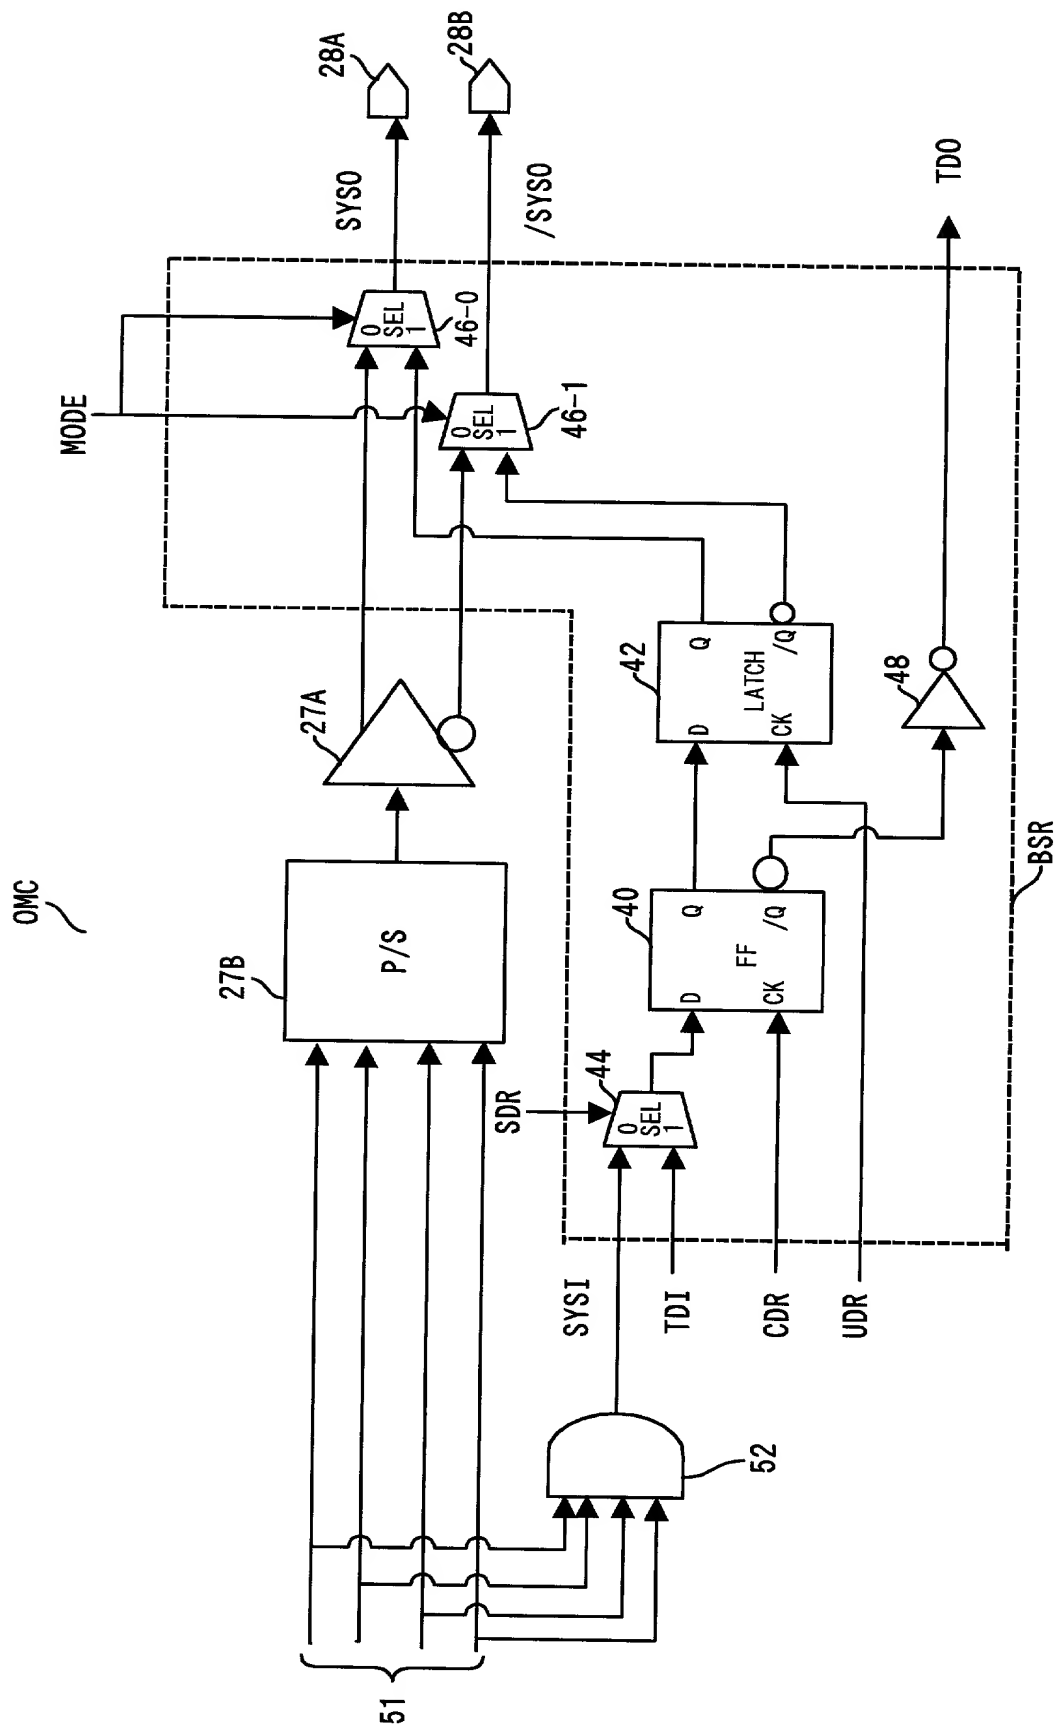 OMC
51
27B
P/S
27A
MODE
0
SEL
1
46-0
SYSO
28A
0
SEL
1
46-1
/SYSO
28B
52
SYSI
TDI
CDR
UDR
SDR
0
SEL
1
44
40
D
Q
FF
CK
/Q
42
D
Q
LATCH
CK
/Q
48
TDO
BSR